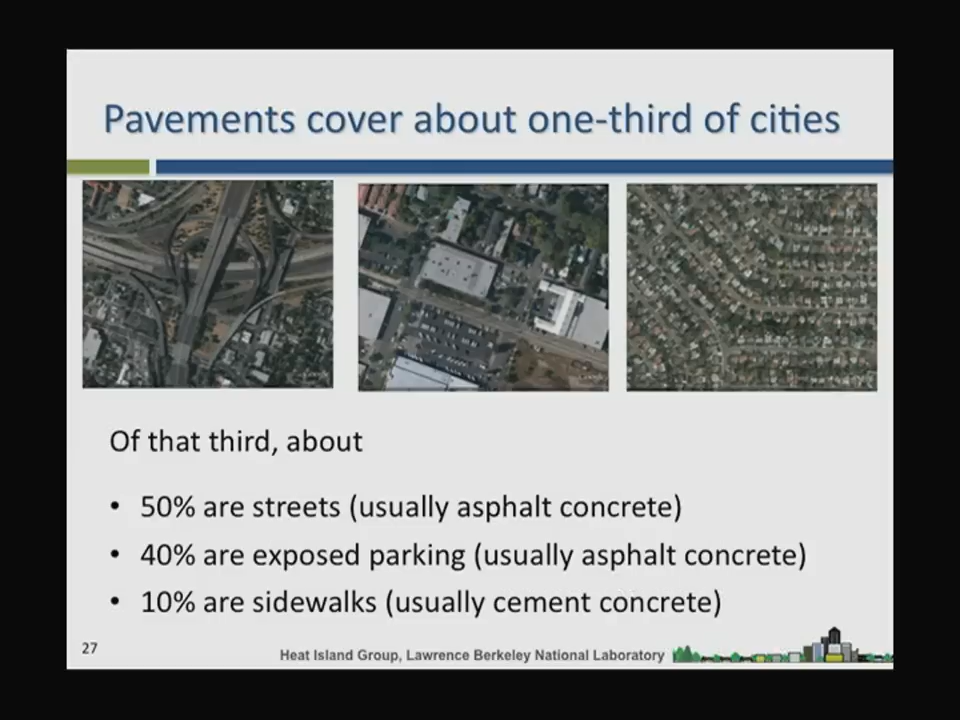 Pavements cover about one-third of cities
Of that third, about
• 50% are streets (usually asphalt concrete)
• 40% are exposed parking (usually asphalt concrete)
• 10% are sidewalks (usually cement concrete)
27
Heat Island Group, Lawrence Berkeley National Laboratory